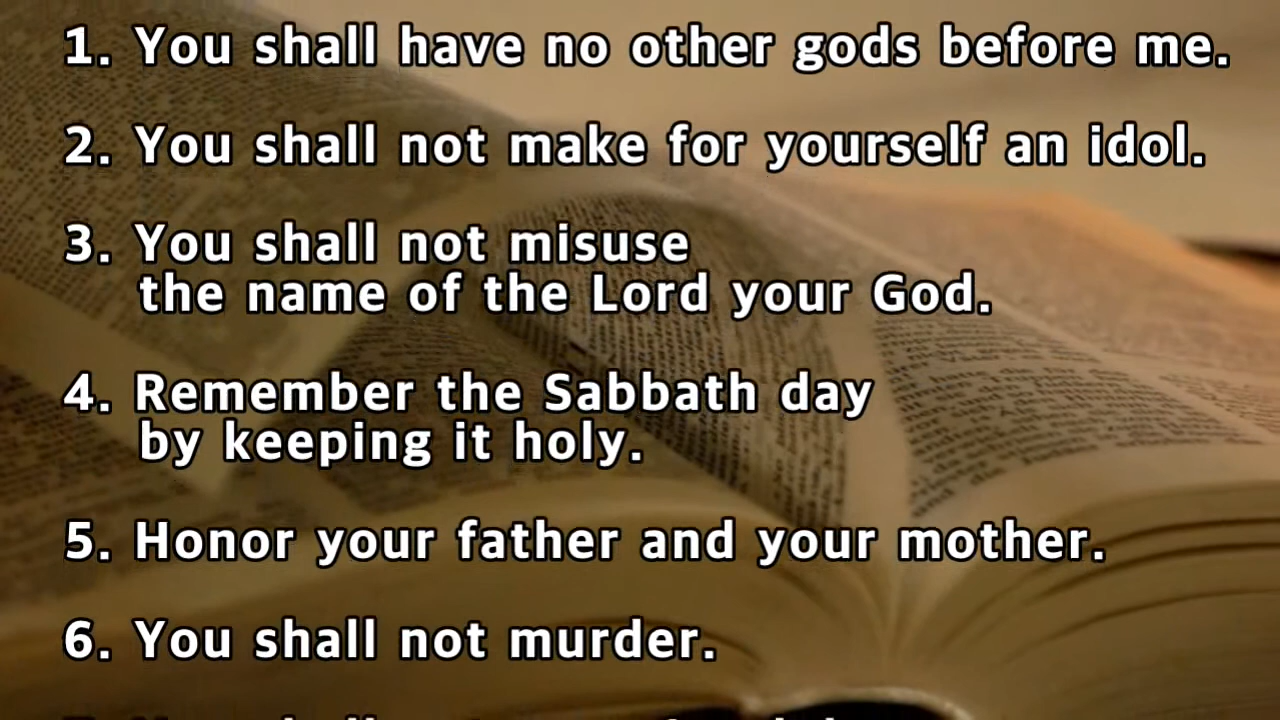 1. You shall have no other gods before me.
2. You shall not make for yourself an idol.
3. You shall not misuse
the name of the Lord your God.
4. Remember the Sabbath day
by keeping it holy.
5. Honor your father and your mother.
6. You shall not murder.